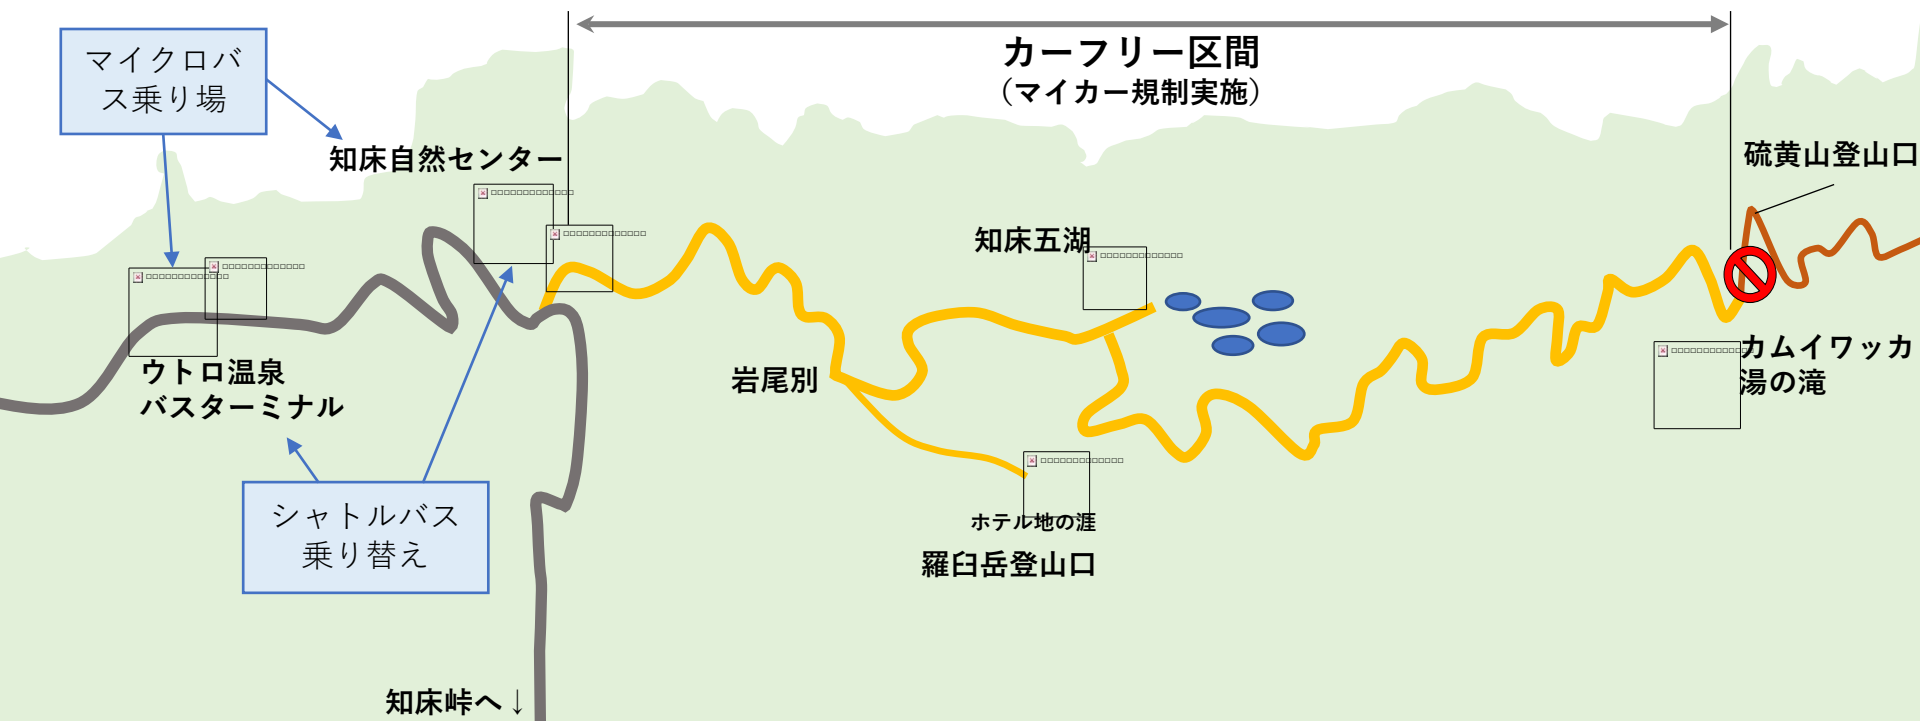 カーフリー区間
（マイカー規制実施）
マイクロバ
ス乗り場
知床自然センター
硫黄山登山口
知床五湖
ウトロ温泉
バスターミナル
岩尾別
カムイワッカ
湯の滝
シャトルバス
乗り替え
ホテル地の涯
羅臼岳登山口
知床峠へ↓